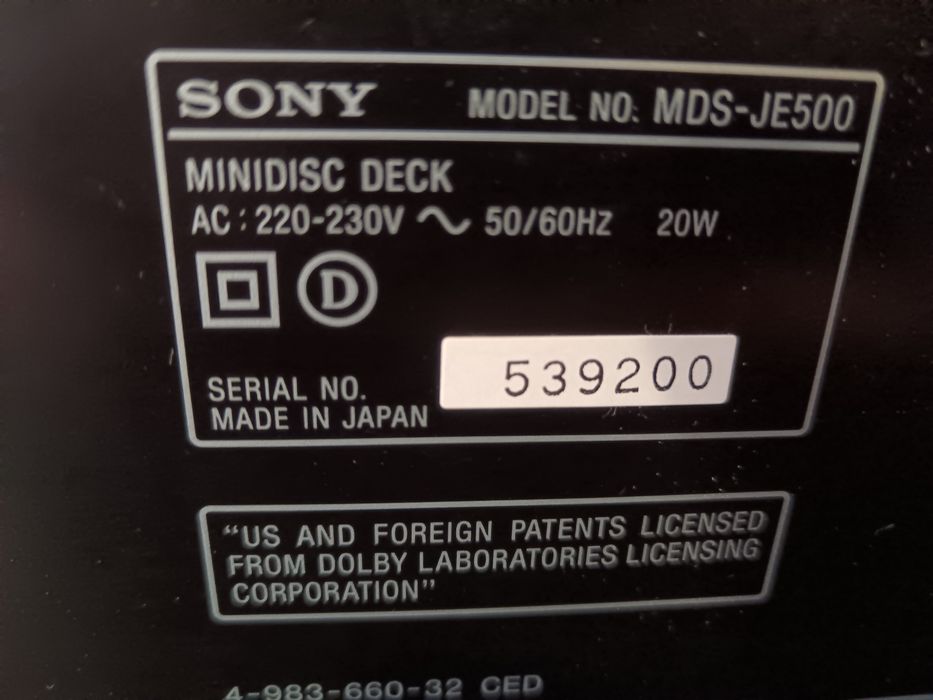 SONY MODEL NO. MDS-JE500
MINIDISC DECK
AC : 220-230V ~ 50/60Hz 20W
D
SERIAL NO. 539200
MADE IN JAPAN
“US AND FOREIGN PATENTS LICENSED
FROM DOLBY LABORATORIES LICENSING
CORPORATION”
4-983-660-32 CED